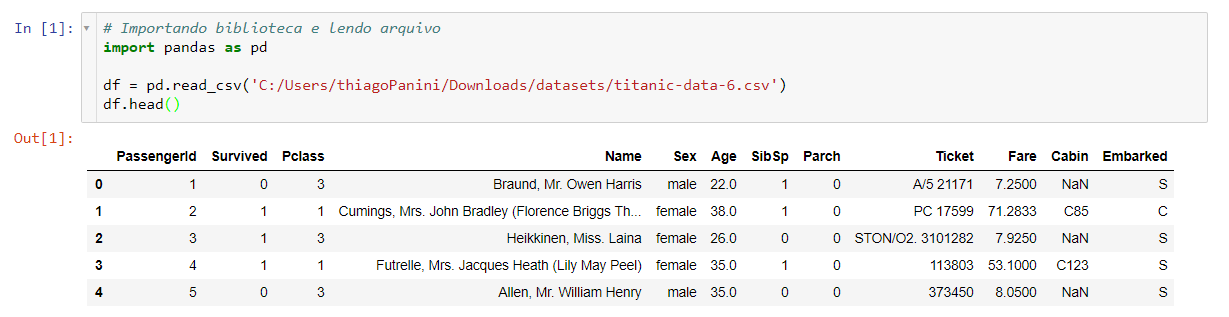 In [1]: # Importando biblioteca e lendo arquivo
import pandas as pd
df = pd.read_csv('C:/Users/thiagoPanini/Downloads/datasets/titanic-data-6.csv')
df.head()
Out[1]:
PassengerId Survived Pclass Name Sex Age SibSp Parch Ticket Fare Cabin Embarked
0 1 0 3 Braund, Mr. Owen Harris male 22.0 1 0 A/5 21171 7.2500 NaN S
1 2 1 1 Cumings, Mrs. John Bradley (Florence Briggs Th... female 38.0 1 0 PC 17599 71.2833 C85 C
2 3 1 3 Heikkinen, Miss. Laina female 26.0 0 0 STON/O2. 3101282 7.9250 NaN S
3 4 1 1 Futrelle, Mrs. Jacques Heath (Lily May Peel) female 35.0 1 0 113803 53.1000 C123 S
4 5 0 3 Allen, Mr. William Henry male 35.0 0 0 373450 8.0500 NaN S